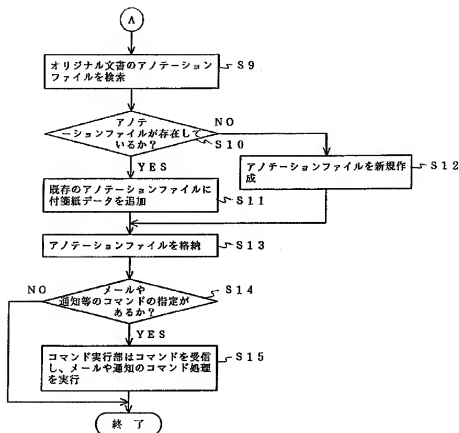 A
オリジナル文書のアノテーション
ファイルを検索
S9
アノテ
ーションファイルが存在して
いるか?
NO
S10
YES
アノテーションファイルを新規作
成
S12
既存のアノテーションファイルに
付箋紙データを追加
S11
アノテーションファイルを格納
S13
メールや
通知等のコマンドの指定が
あるか?
S14
NO
YES
コマンド実行部はコマンドを受信
し、メールや通知のコマンド処理
を実行
S15
終 了